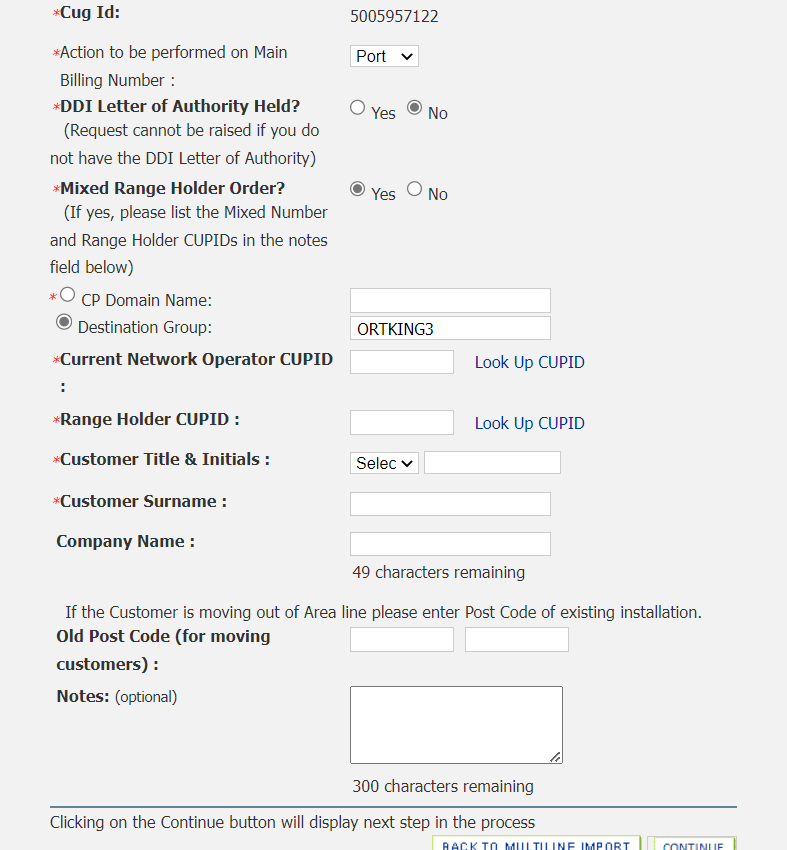 *Cug Id: 5005957122
*Action to be performed on Main Billing Number : Port
*DDI Letter of Authority Held? Yes No
(Request cannot be raised if you do
not have the DDI Letter of Authority)
*Mixed Range Holder Order? Yes No
(If yes, please list the Mixed Number
and Range Holder CUPIDs in the notes
field below)
* CP Domain Name:
Destination Group: ORTKING3
*Current Network Operator CUPID
: Look Up CUPID
*Range Holder CUPID : Look Up CUPID
*Customer Title & Initials : Selec
*Customer Surname :
Company Name :
49 characters remaining
If the Customer is moving out of Area line please enter Post Code of existing installation.
Old Post Code (for moving
customers) :
Notes: (optional)
300 characters remaining
Clicking on the Continue button will display next step in the process
BACK TO MULTILINE IMPORT CONTINUE